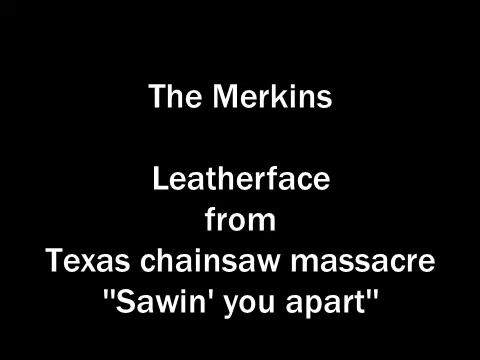 The Merkins
Leatherface
from
Texas chainsaw massacre
"Sawin' you apart"